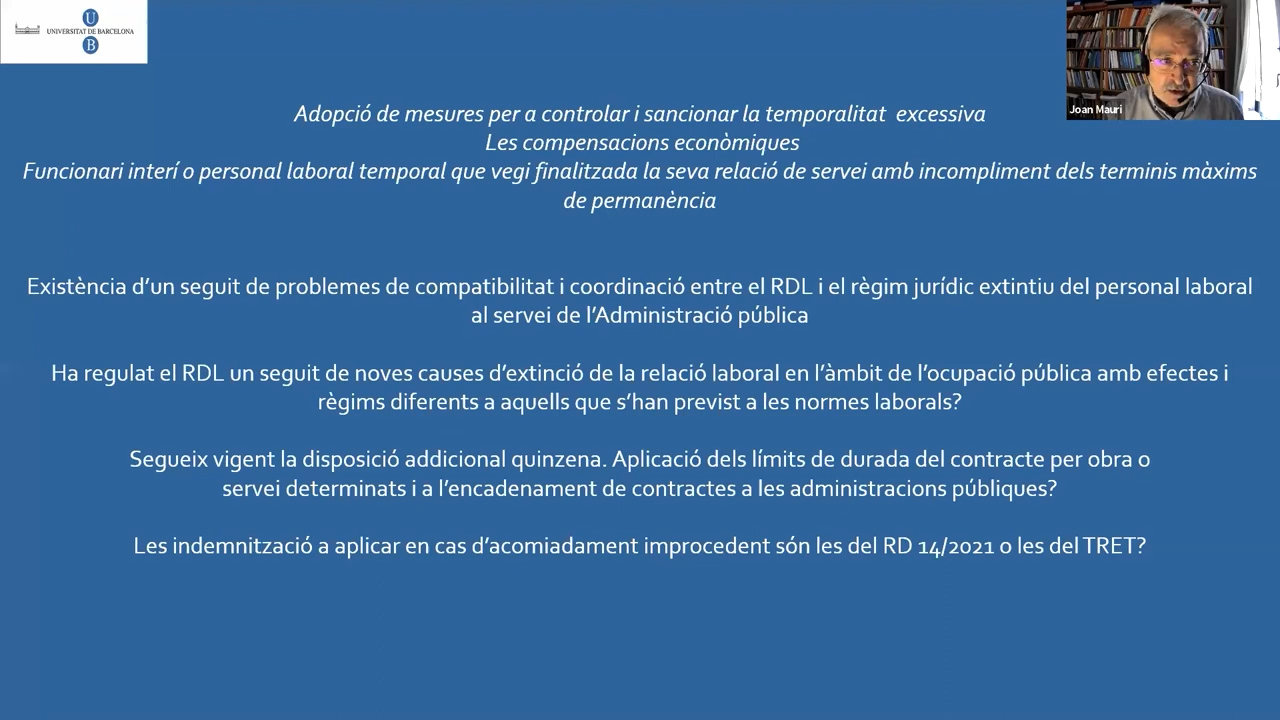 U
UNIVERSITAT DE BARCELONA
B
Joan Mauri
Adopció de mesures per a controlar i sancionar la temporalitat excessiva
Les compensacions econòmiques
Funcionari interí o personal laboral temporal que vegi finalitzada la seva relació de servei amb incompliment dels terminis màxims
de permanència
Existència d'un seguit de problemes de compatibilitat i coordinació entre el RDL i el règim jurídic extintiu del personal laboral
al servei de l'Administració pública
Ha regulat el RDL un seguit de noves causes d'extinció de la relació laboral en l'àmbit de l'ocupació pública amb efectes i
règims diferents a aquells que s'han previst a les normes laborals?
Segueix vigent la disposició addicional quinzena. Aplicació dels límits de durada del contracte per obra o
servei determinats i a l'encadenament de contractes a les administracions públiques?
Les indemnització a aplicar en cas d'acomiadament improcedent són les del RD 14/2021 o les del TRET?